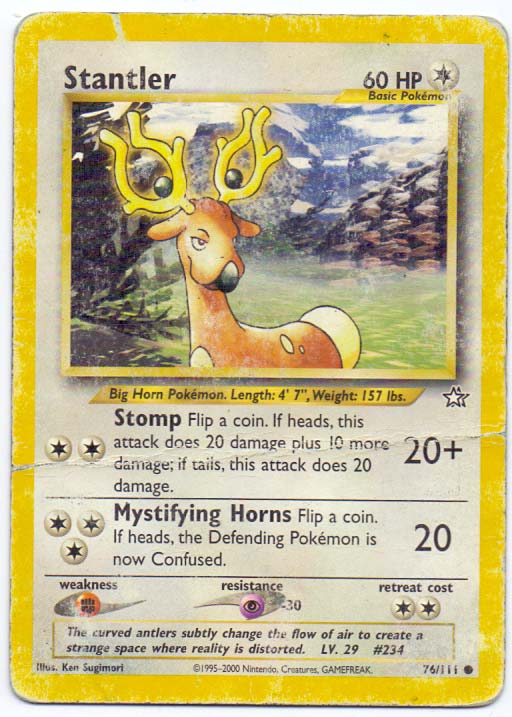 Stantler
60 HP
Basic Pokémon
Big Horn Pokémon. Length: 4' 7", Weight: 157 lbs.
Stomp Flip a coin. If heads, this
attack does 20 damage plus 10 more
damage; if tails, this attack does 20
damage.
20+
Mystifying Horns Flip a coin.
If heads, the Defending Pokémon is
now Confused.
20
weakness
resistance
retreat cost
-30
The curved antlers subtly change the flow of air to create a
strange space where reality is distorted. LV. 29 #234
Illus. Ken Sugimori
©1995-2000 Nintendo, Creatures, GAMEFREAK.
76/111